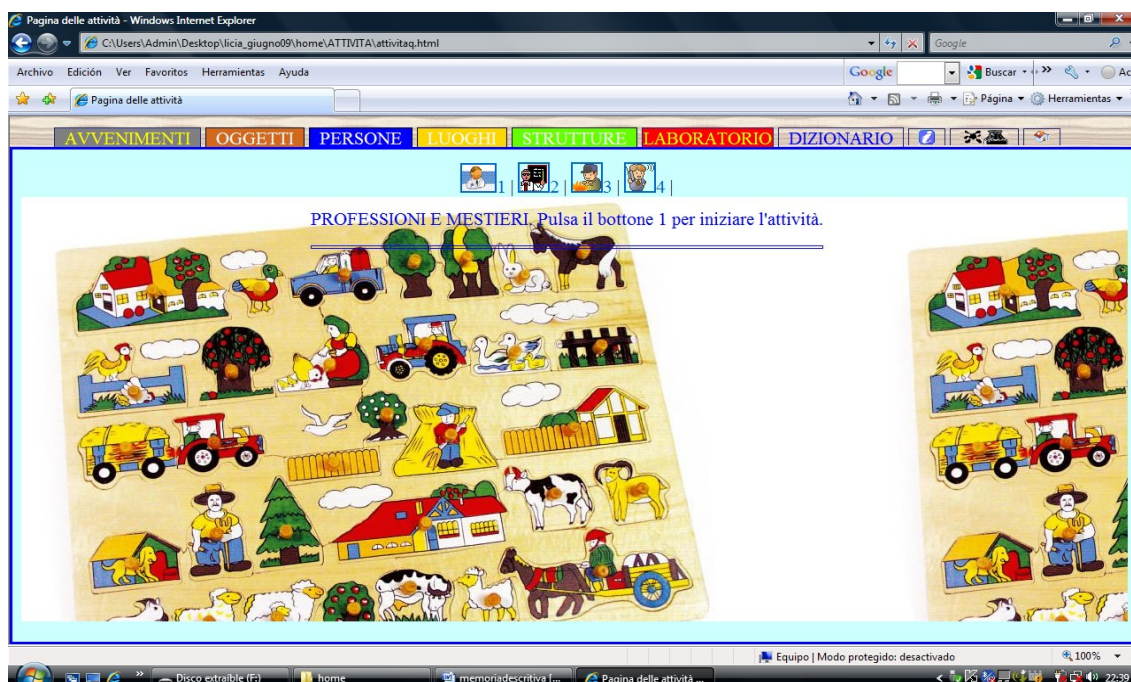 Pagina delle attività - Windows Internet Explorer
C:\Users\Admin\Desktop\licia_giugno09\home\ATTIVITA\attivitaq.html
Google
Archivo Edición Ver Favoritos Herramientas Ayuda
Google Buscar
Pagina delle attività
Página Herramientas
AVVENIMENTI OGGETTI PERSONE LUOGHI STRUTTURE LABORATORIO DIZIONARIO
1 | 2 | 3 | 4 |
PROFESSIONI E MESTIERI. Pulsa il bottone 1 per iniziare l'attività.
Equipo | Modo protegido: desactivado 100%
Disco extraíble (F:) home memoriadescritiva [... Pagina delle attività ... 22:39